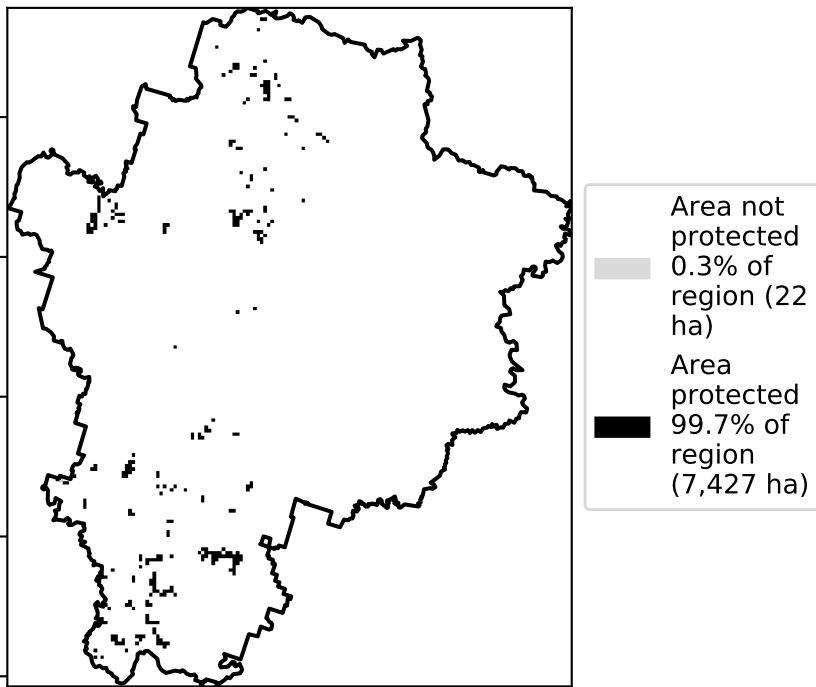 Area not
protected
0.3% of
region (22
ha)
Area
protected
99.7% of
region
(7,427 ha)